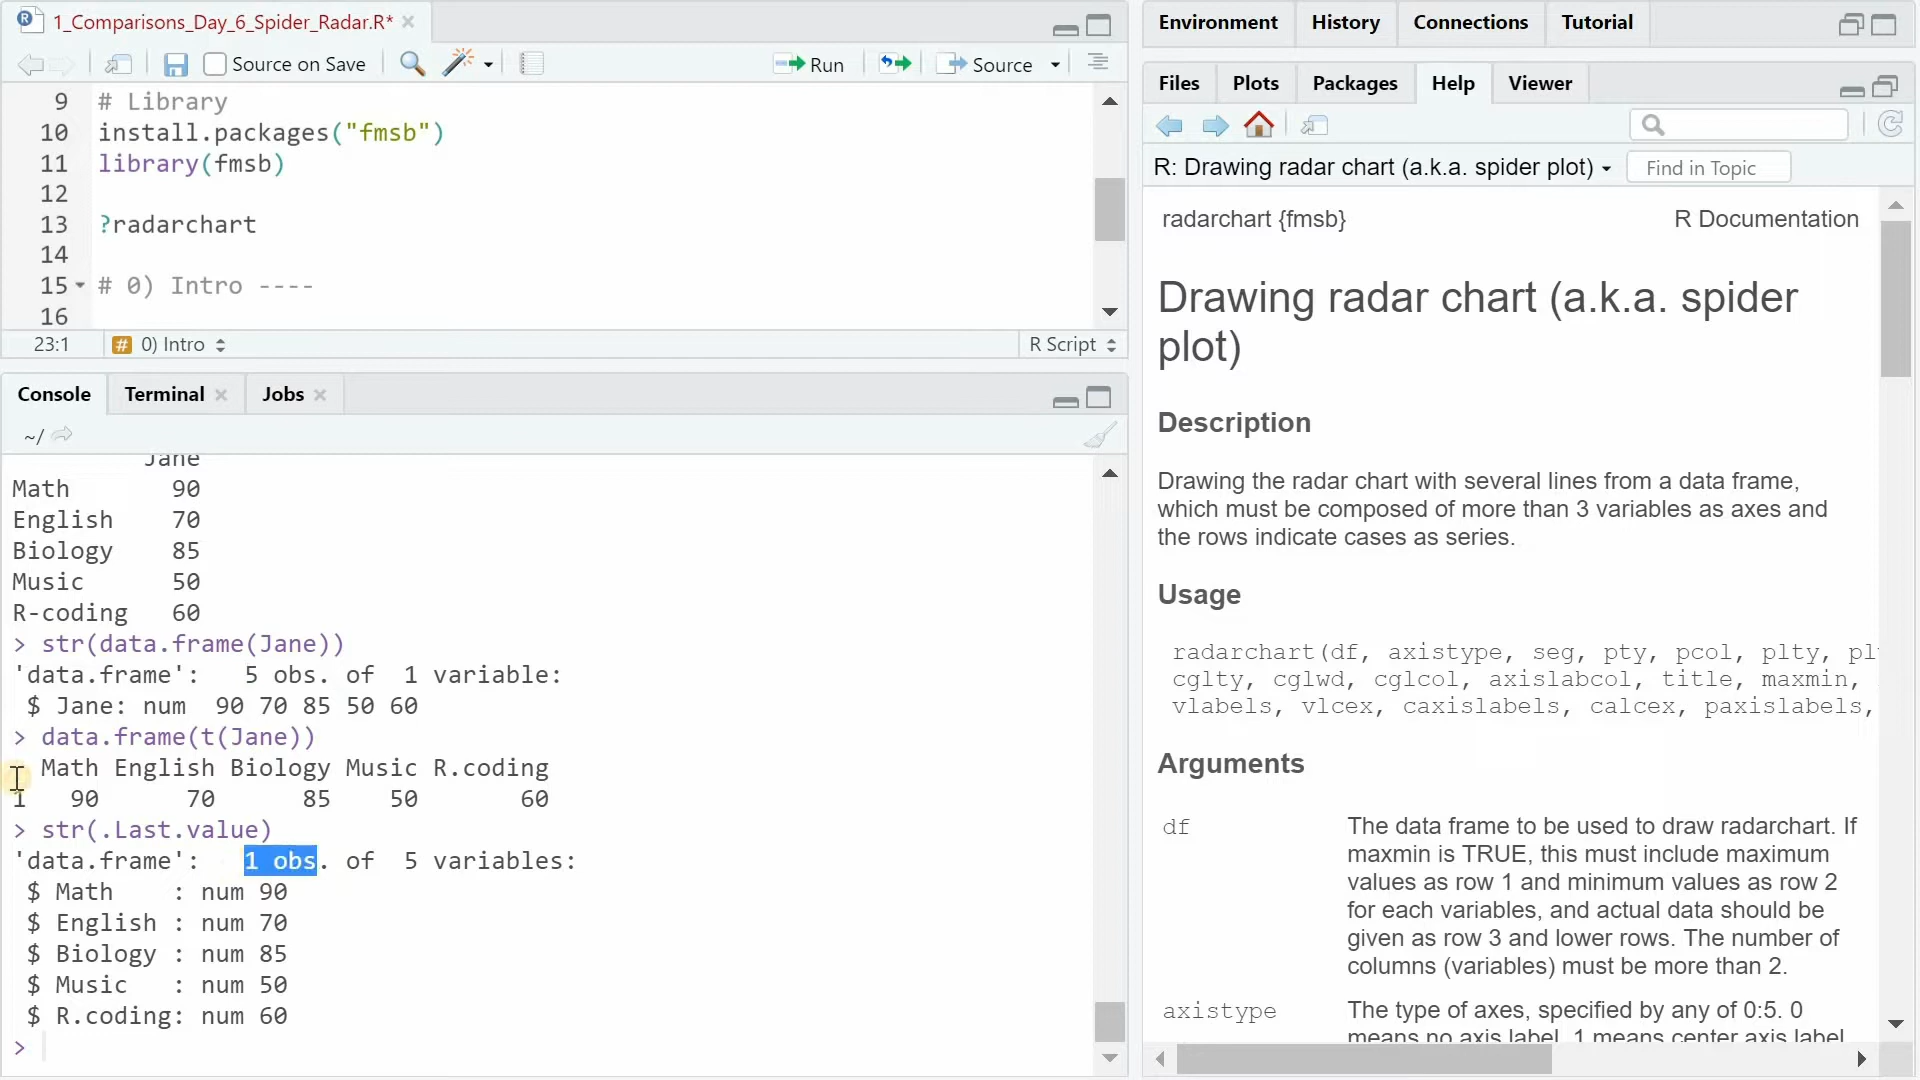 1_Comparisons_Day_6_Spider_Radar.R*
Source on Save
Run
Source
9 # Library
10 install.packages("fmsb")
11 library(fmsb)
12
13 ?radarchart
14
15 # 0) Intro ----
16
23:1
# 0) Intro
R Script
Console
Terminal
Jobs
~/
Jane
Math 90
English 70
Biology 85
Music 50
R-coding 60
> str(data.frame(Jane))
'data.frame': 5 obs. of 1 variable:
$ Jane: num 90 70 85 50 60
> data.frame(t(Jane))
Math English Biology Music R.coding
1 90 70 85 50 60
> str(.Last.value)
'data.frame': 1 obs. of 5 variables:
$ Math : num 90
$ English : num 70
$ Biology : num 85
$ Music : num 50
$ R.coding: num 60
>
Environment
History
Connections
Tutorial
Files
Plots
Packages
Help
Viewer
R: Drawing radar chart (a.k.a. spider plot)
Find in Topic
radarchart {fmsb}
R Documentation
Drawing radar chart (a.k.a. spider
plot)
Description
Drawing the radar chart with several lines from a data frame,
which must be composed of more than 3 variables as axes and
the rows indicate cases as series.
Usage
radarchart(df, axistype, seg, pty, pcol, plty, pl
cglty, cglwd, cglcol, axislabcol, title, maxmin,
vlabels, vlcex, caxislabels, calcex, paxislabels,
Arguments
df
The data frame to be used to draw radarchart. If
maxmin is TRUE, this must include maximum
values as row 1 and minimum values as row 2
for each variables, and actual data should be
given as row 3 and lower rows. The number of
columns (variables) must be more than 2.
axistype
The type of axes, specified by any of 0:5. 0
means no axis label. 1 means center axis label